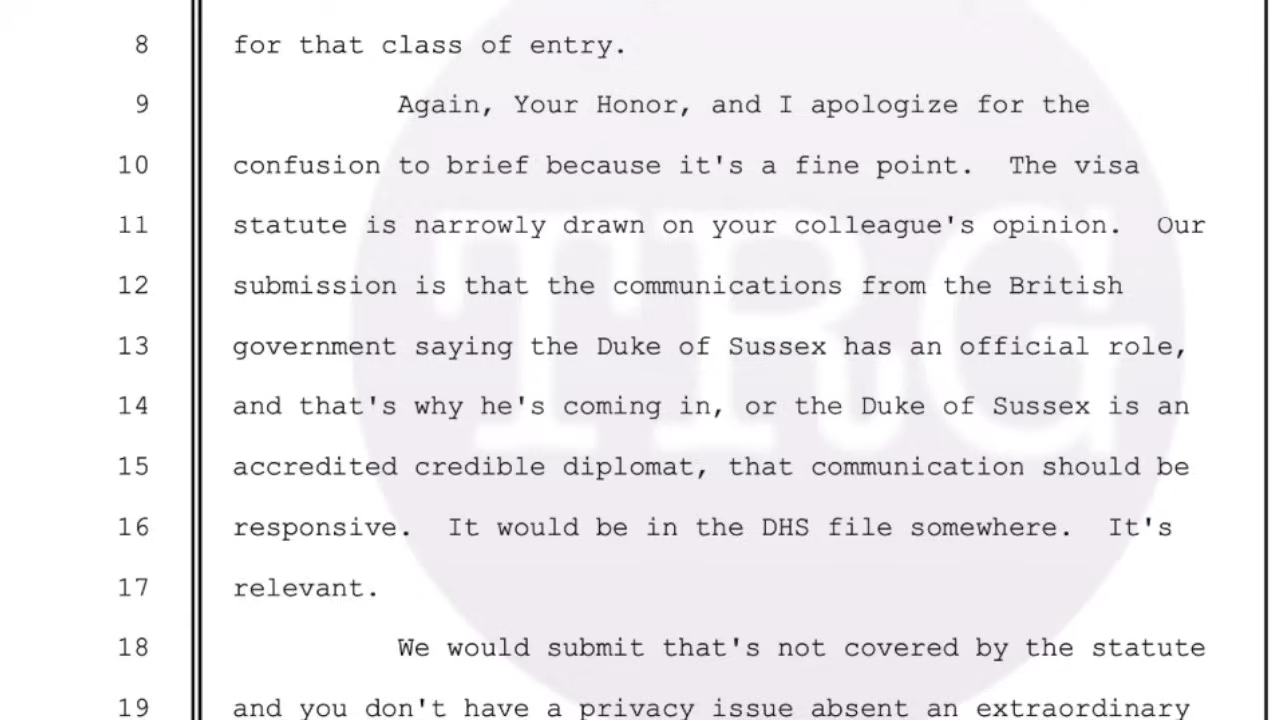 8 for that class of entry.
9 Again, Your Honor, and I apologize for the
10 confusion to brief because it's a fine point. The visa
11 statute is narrowly drawn on your colleague's opinion. Our
12 submission is that the communications from the British
13 government saying the Duke of Sussex has an official role,
14 and that's why he's coming in, or the Duke of Sussex is an
15 accredited credible diplomat, that communication should be
16 responsive. It would be in the DHS file somewhere. It's
17 relevant.
18 We would submit that's not covered by the statute
19 and you don't have a privacy issue absent an extraordinary
TRG